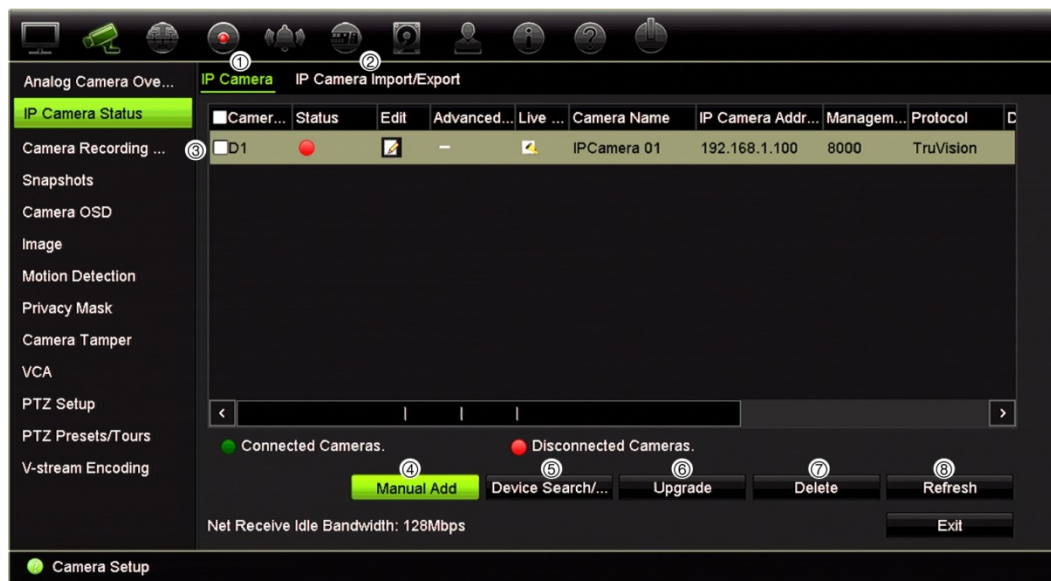 ① ②
Analog Camera Ove... IP Camera IP Camera Import/Export
IP Camera Status Camer... Status Edit Advanced... Live ... Camera Name IP Camera Addr... Managem... Protocol D
Camera Recording ... ③ D1 – IPCamera 01 192.168.1.100 8000 TruVision
Snapshots
Camera OSD
Image
Motion Detection
Privacy Mask
Camera Tamper
VCA
PTZ Setup
PTZ Presets/Tours Connected Cameras. Disconnected Cameras.
V-stream Encoding ④ ⑤ ⑥ ⑦ ⑧
Manual Add Device Search/... Upgrade Delete Refresh
Net Receive Idle Bandwidth: 128Mbps Exit
? Camera Setup